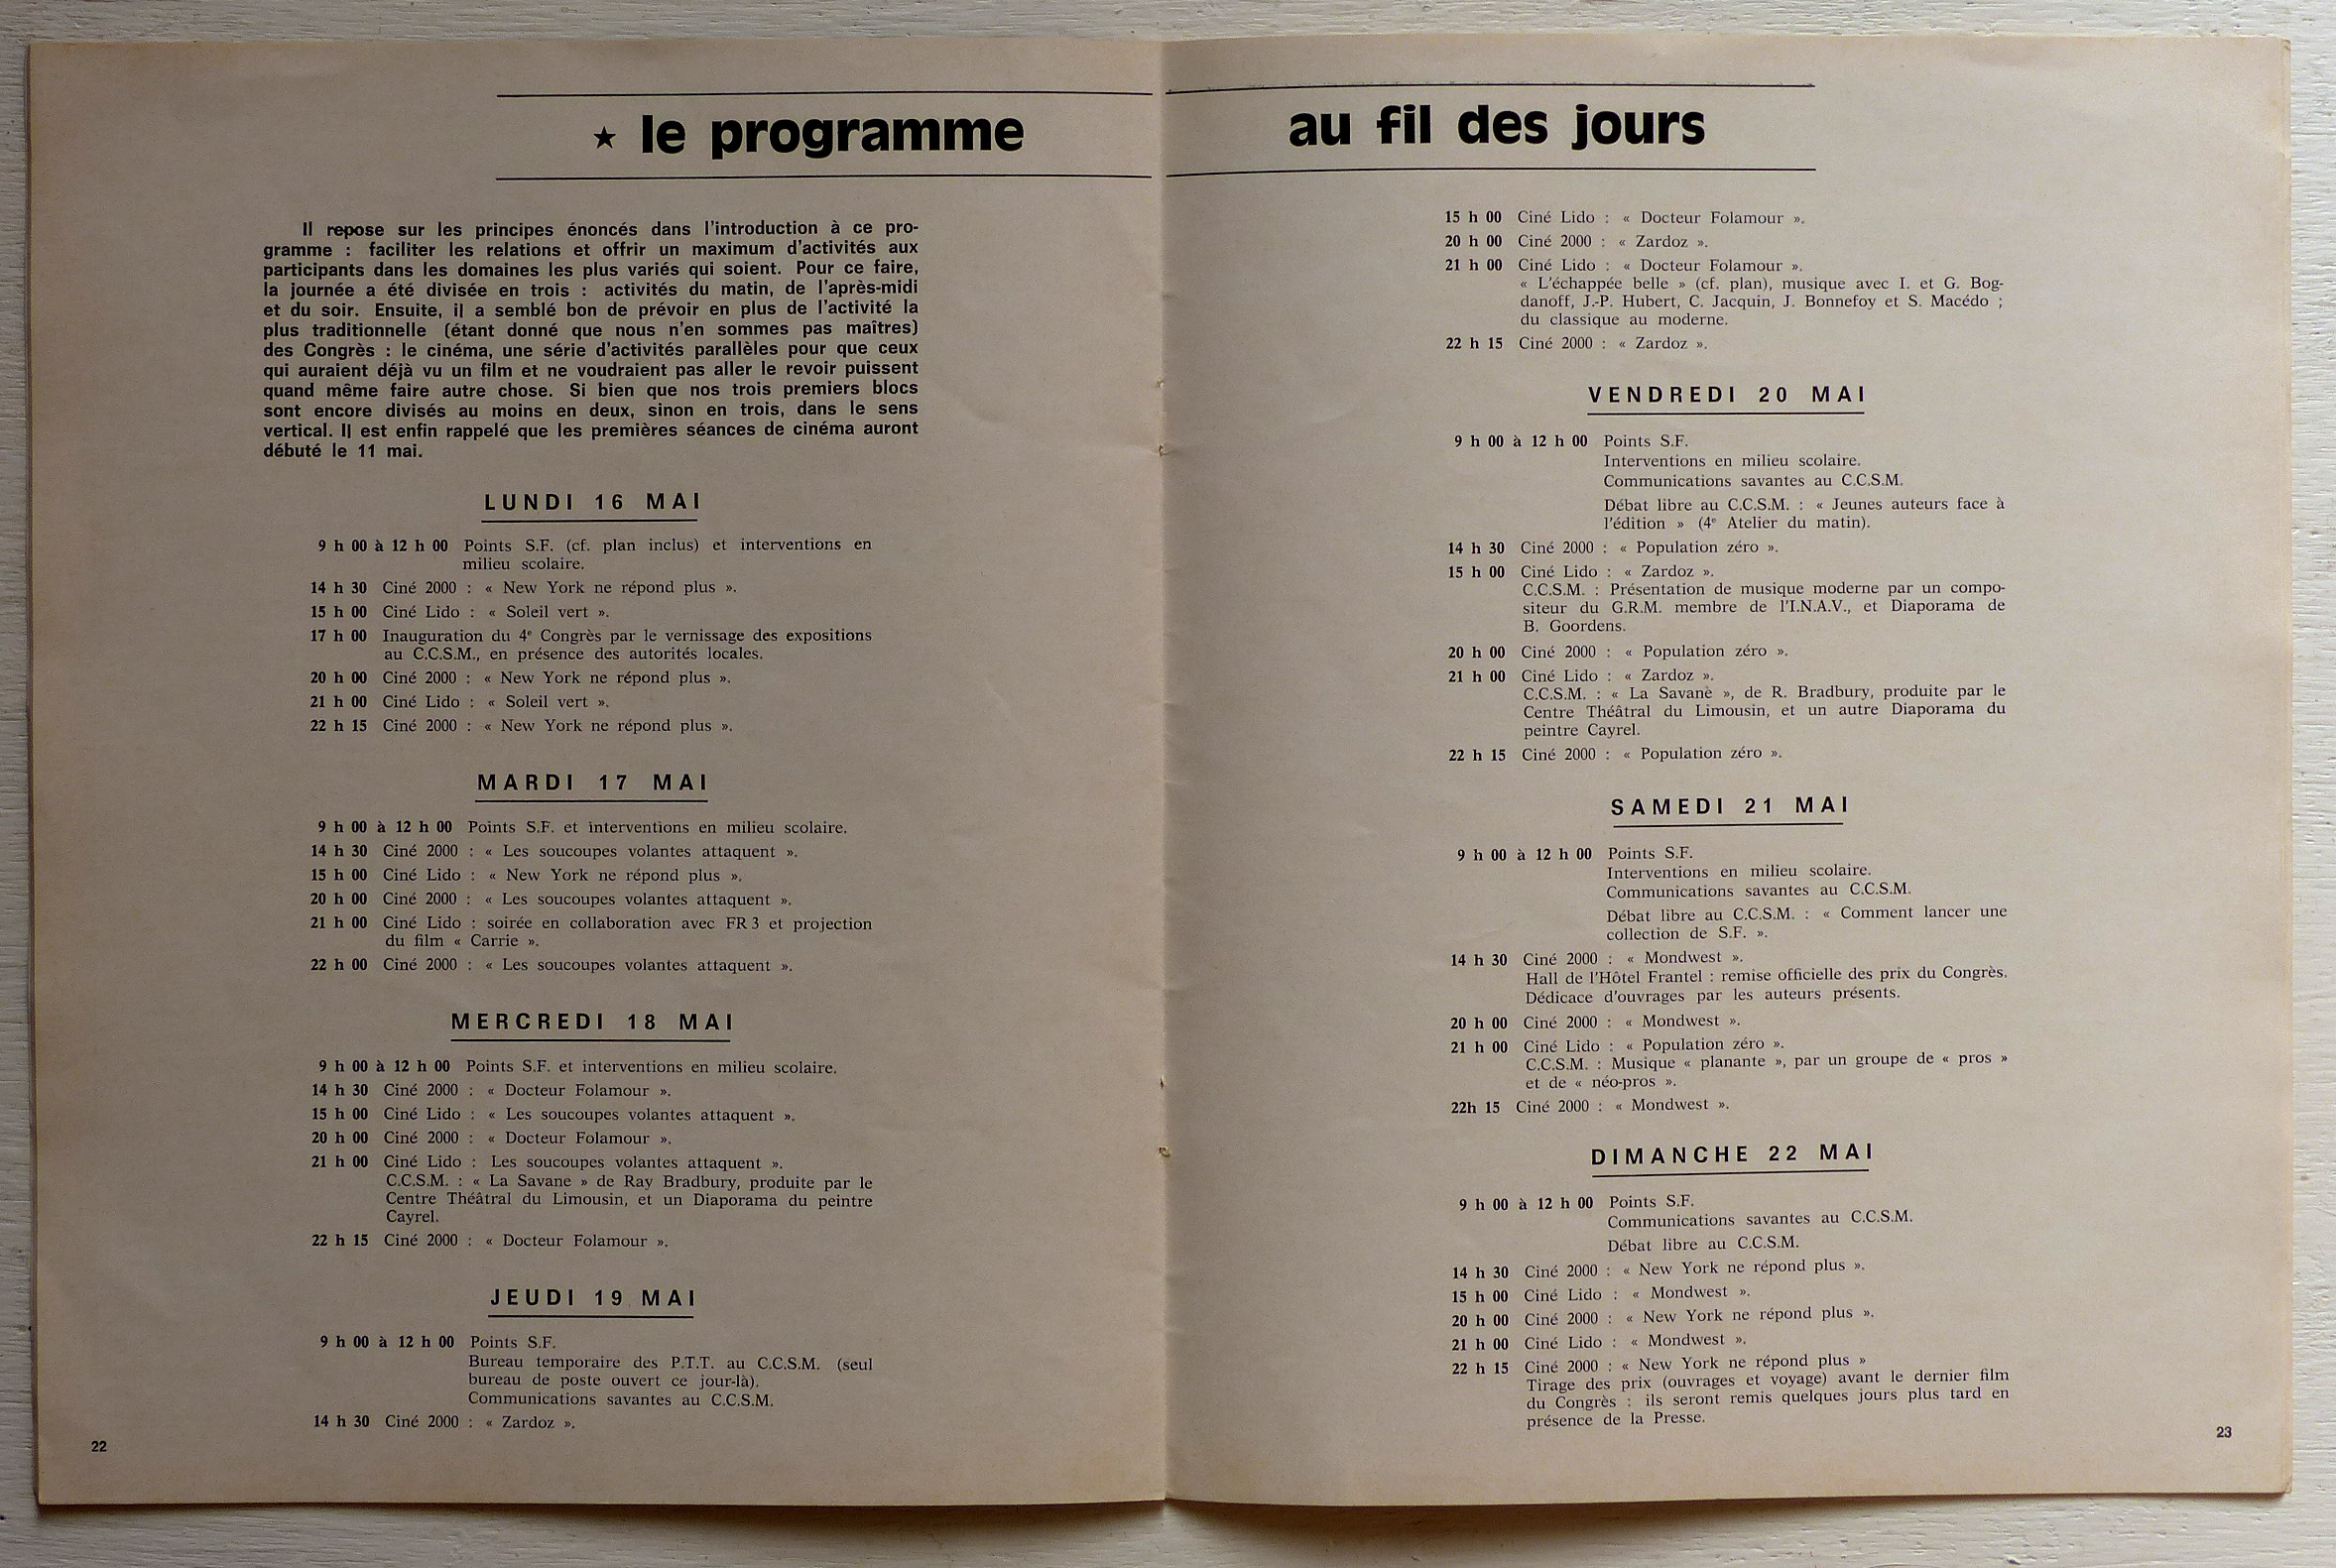 ★ le programme
Il repose sur les principes énoncés dans l'introduction à ce pro-
gramme : faciliter les relations et offrir un maximum d'activités aux
participants dans les domaines les plus variés qui soient. Pour ce faire,
la journée a été divisée en trois : activités du matin, de l'après-midi
et du soir. Ensuite, il a semblé bon de prévoir en plus de l'activité la
plus traditionnelle (étant donné que nous n'en sommes pas maîtres)
des Congrès : le cinéma, une série d'activités parallèles pour que ceux
qui auraient déjà vu un film et ne voudraient pas aller le revoir puissent
quand même faire autre chose. Si bien que nos trois premiers blocs
sont encore divisés au moins en deux, sinon en trois, dans le sens
vertical. Il est enfin rappelé que les premières séances de cinéma auront
débuté le 11 mai.
LUNDI 16 MAI
9 h 00 à 12 h 00 Points S.F. (cf. plan inclus) et interventions en
milieu scolaire.
14 h 30 Ciné 2000 : « New York ne répond plus ».
15 h 00 Ciné Lido : « Soleil vert ».
17 h 00 Inauguration du 4e Congrès par le vernissage des expositions
au C.C.S.M., en présence des autorités locales.
20 h 00 Ciné 2000 : « New York ne répond plus ».
21 h 00 Ciné Lido : « Soleil vert ».
22 h 15 Ciné 2000 : « New York ne répond plus ».
MARDI 17 MAI
9 h 00 à 12 h 00 Points S.F. et interventions en milieu scolaire.
14 h 30 Ciné 2000 : « Les soucoupes volantes attaquent ».
15 h 00 Ciné Lido : « New York ne répond plus ».
20 h 00 Ciné 2000 : « Les soucoupes volantes attaquent ».
21 h 00 Ciné Lido : soirée en collaboration avec FR 3 et projection
du film « Carrie ».
22 h 00 Ciné 2000 : « Les soucoupes volantes attaquent ».
MERCREDI 18 MAI
9 h 00 à 12 h 00 Points S.F. et interventions en milieu scolaire.
14 h 30 Ciné 2000 : « Docteur Folamour ».
15 h 00 Ciné Lido : « Les soucoupes volantes attaquent ».
20 h 00 Ciné 2000 : « Docteur Folamour ».
21 h 00 Ciné Lido : Les soucoupes volantes attaquent ».
C.C.S.M. : « La Savane » de Ray Bradbury, produite par le
Centre Théâtral du Limousin, et un Diaporama du peintre
Cayrel.
22 h 15 Ciné 2000 : « Docteur Folamour ».
JEUDI 19 MAI
9 h 00 à 12 h 00 Points S.F.
Bureau temporaire des P.T.T. au C.C.S.M. (seul
bureau de poste ouvert ce jour-là).
Communications savantes au C.C.S.M.
14 h 30 Ciné 2000 : « Zardoz ».
22
au fil des jours
15 h 00 Ciné Lido : « Docteur Folamour ».
20 h 00 Ciné 2000 : « Zardoz ».
21 h 00 Ciné Lido : « Docteur Folamour ».
« L'échappée belle » (cf. plan), musique avec I. et G. Bog-
danoff, J.-P. Hubert, C. Jacquin, J. Bonnefoy et S. Macédo ;
du classique au moderne.
22 h 15 Ciné 2000 : « Zardoz ».
VENDREDI 20 MAI
9 h 00 à 12 h 00 Points S.F.
Interventions en milieu scolaire.
Communications savantes au C.C.S.M.
Débat libre au C.C.S.M. : « Jeunes auteurs face à
l'édition » (4e Atelier du matin).
14 h 30 Ciné 2000 : « Population zéro ».
15 h 00 Ciné Lido : « Zardoz ».
C.C.S.M. : Présentation de musique moderne par un compo-
siteur du G.R.M. membre de l'I.N.A.V., et Diaporama de
B. Goordens.
20 h 00 Ciné 2000 : « Population zéro ».
21 h 00 Ciné Lido : « Zardoz ».
C.C.S.M. : « La Savane », de R. Bradbury, produite par le
Centre Théâtral du Limousin, et un autre Diaporama du
peintre Cayrel.
22 h 15 Ciné 2000 : « Population zéro ».
SAMEDI 21 MAI
9 h 00 à 12 h 00 Points S.F.
Interventions en milieu scolaire.
Communications savantes au C.C.S.M.
Débat libre au C.C.S.M. : « Comment lancer une
collection de S.F. ».
14 h 30 Ciné 2000 : « Mondwest ».
Hall de l'Hôtel Frantel : remise officielle des prix du Congrès.
Dédicace d'ouvrages par les auteurs présents.
20 h 00 Ciné 2000 : « Mondwest ».
21 h 00 Ciné Lido : « Population zéro ».
C.C.S.M. : Musique « planante », par un groupe de « pros »
et de « néo-pros ».
22h 15 Ciné 2000 : « Mondwest ».
DIMANCHE 22 MAI
9 h 00 à 12 h 00 Points S.F.
Communications savantes au C.C.S.M.
Débat libre au C.C.S.M.
14 h 30 Ciné 2000 : « New York ne répond plus ».
15 h 00 Ciné Lido : « Mondwest ».
20 h 00 Ciné 2000 : « New York ne répond plus ».
21 h 00 Ciné Lido : « Mondwest ».
22 h 15 Ciné 2000 : « New York ne répond plus »
Tirage des prix (ouvrages et voyage) avant le dernier film
du Congrès : ils seront remis quelques jours plus tard en
présence de la Presse.
23